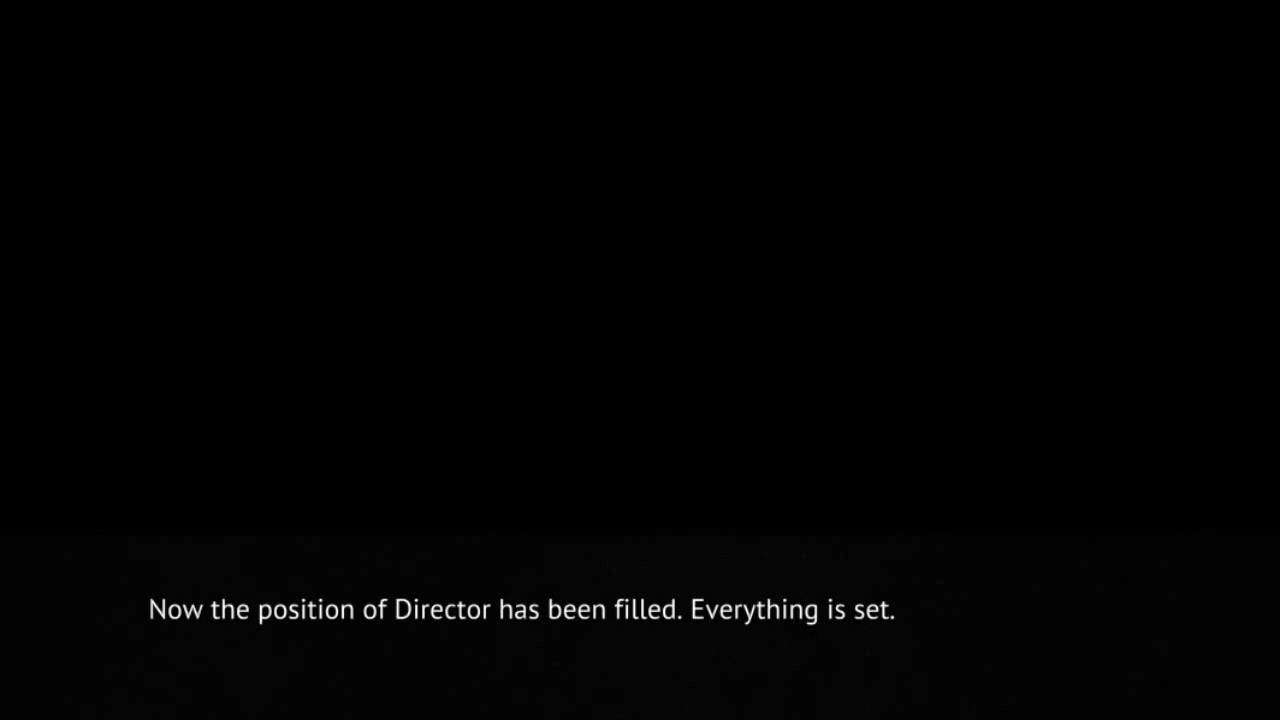 Now the position of Director has been filled. Everything is set.